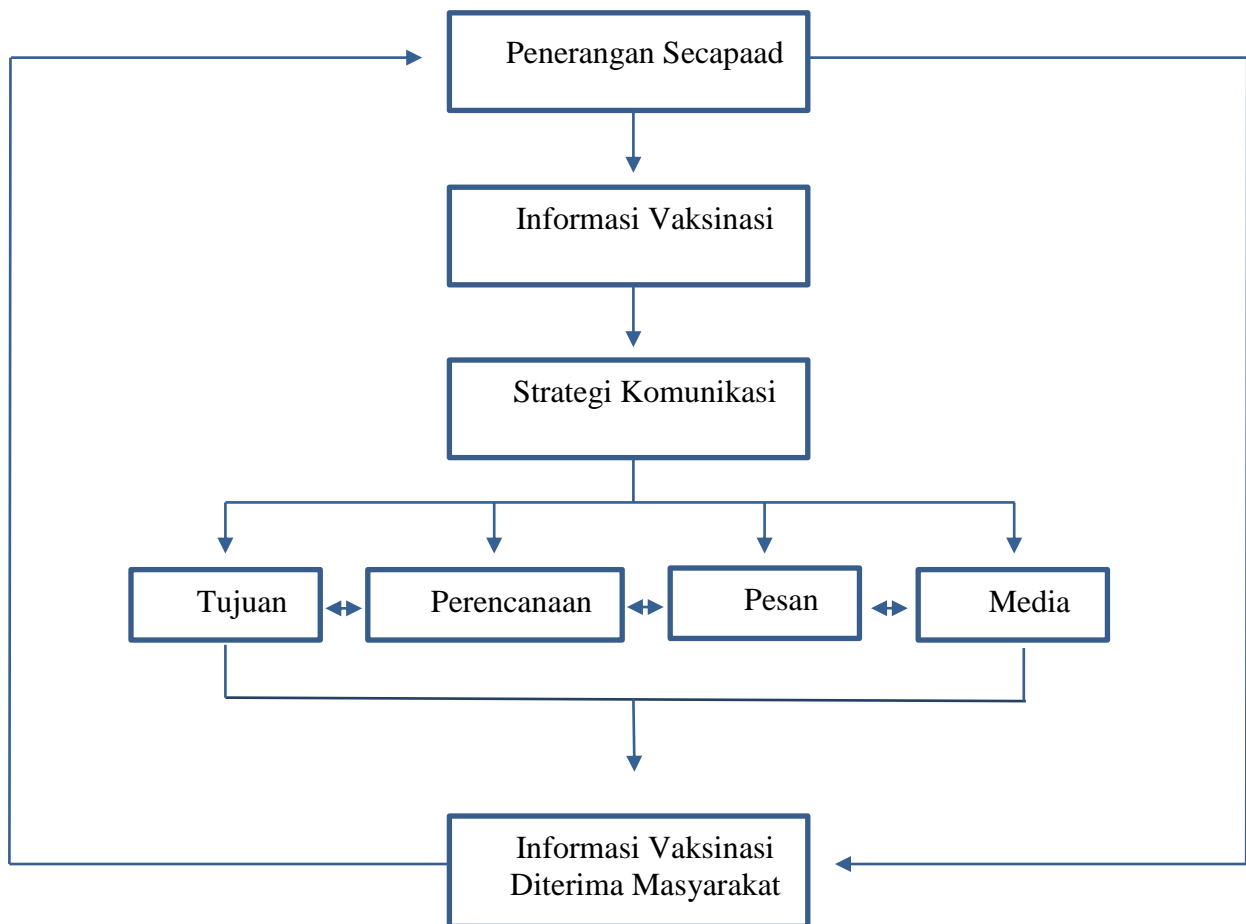 Penerangan Secapaad
Informasi Vaksinasi
Strategi Komunikasi
Tujuan
Perencanaan
Pesan
Media
Informasi Vaksinasi
Diterima Masyarakat